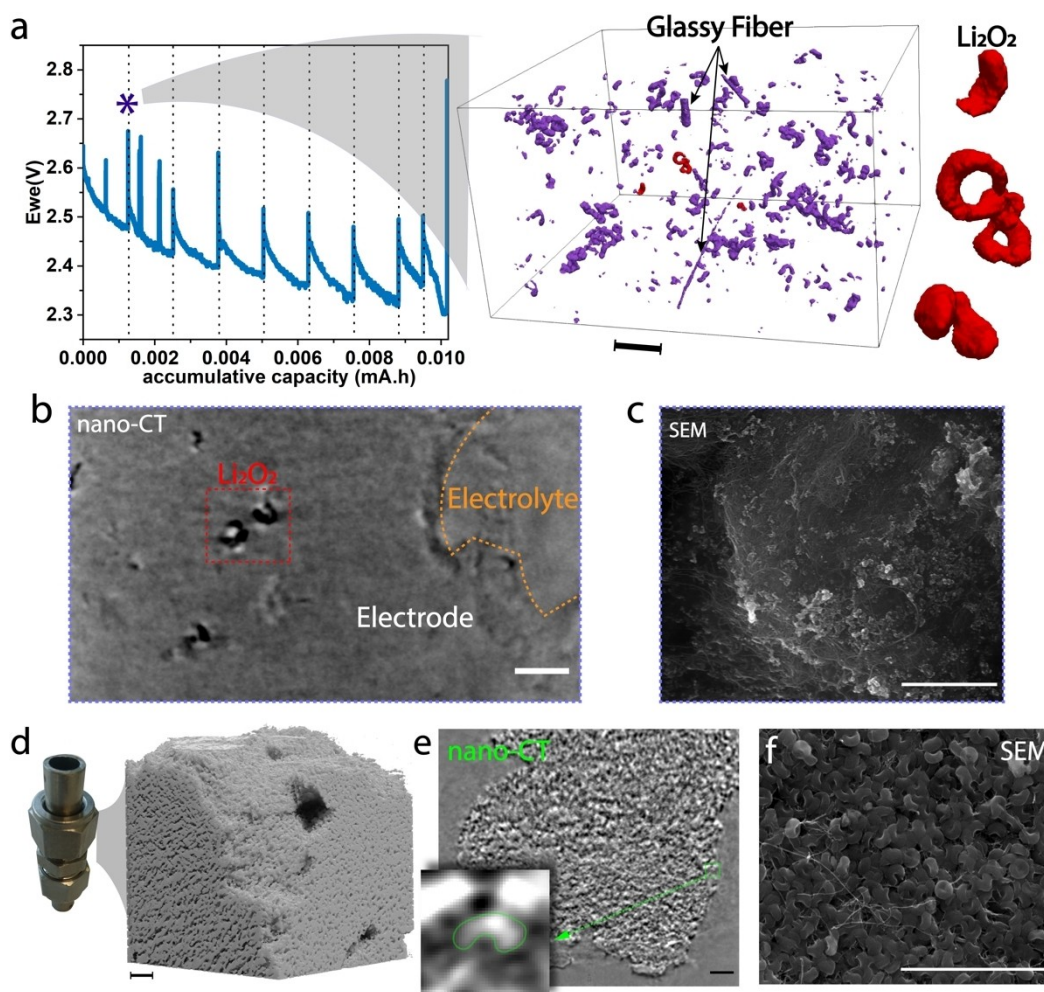 a
2.8
2.7
2.6
2.5
2.4
2.3
Ewe(V)
*
0.000
0.002
0.004
0.006
0.008
0.010
accumulative capacity (mA.h)
Glassy Fiber
Li₂O₂
b
nano-CT
Li₂O₂
Electrolyte
Electrode
c
SEM
d
e
nano-CT
f
SEM